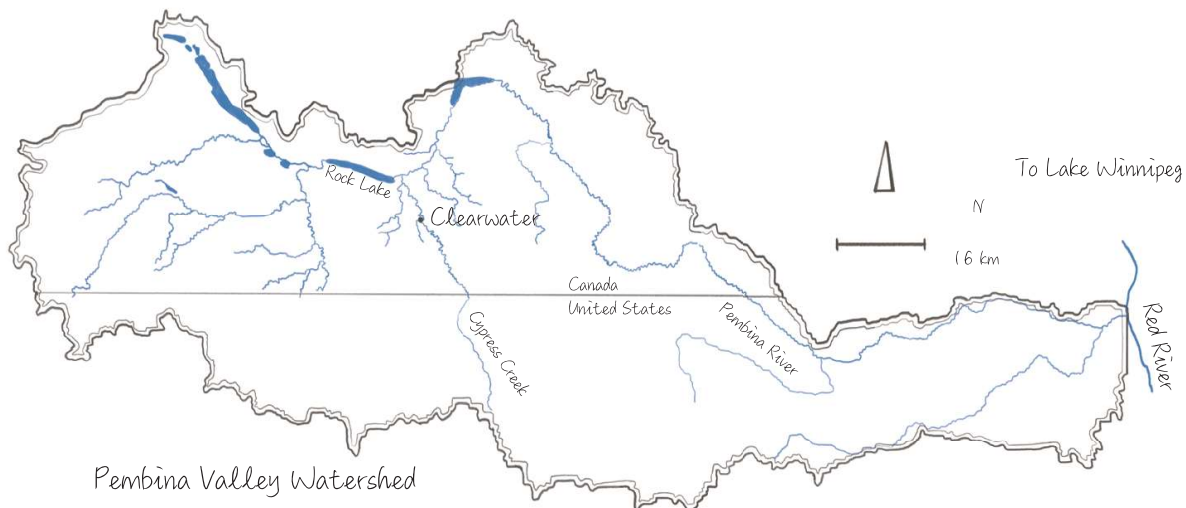 To Lake Winnipeg
Rock Lake
N
Clearwater
16 km
Canada
United States
Pembina River
Red River
Cypress Creek
Pembina Valley Watershed